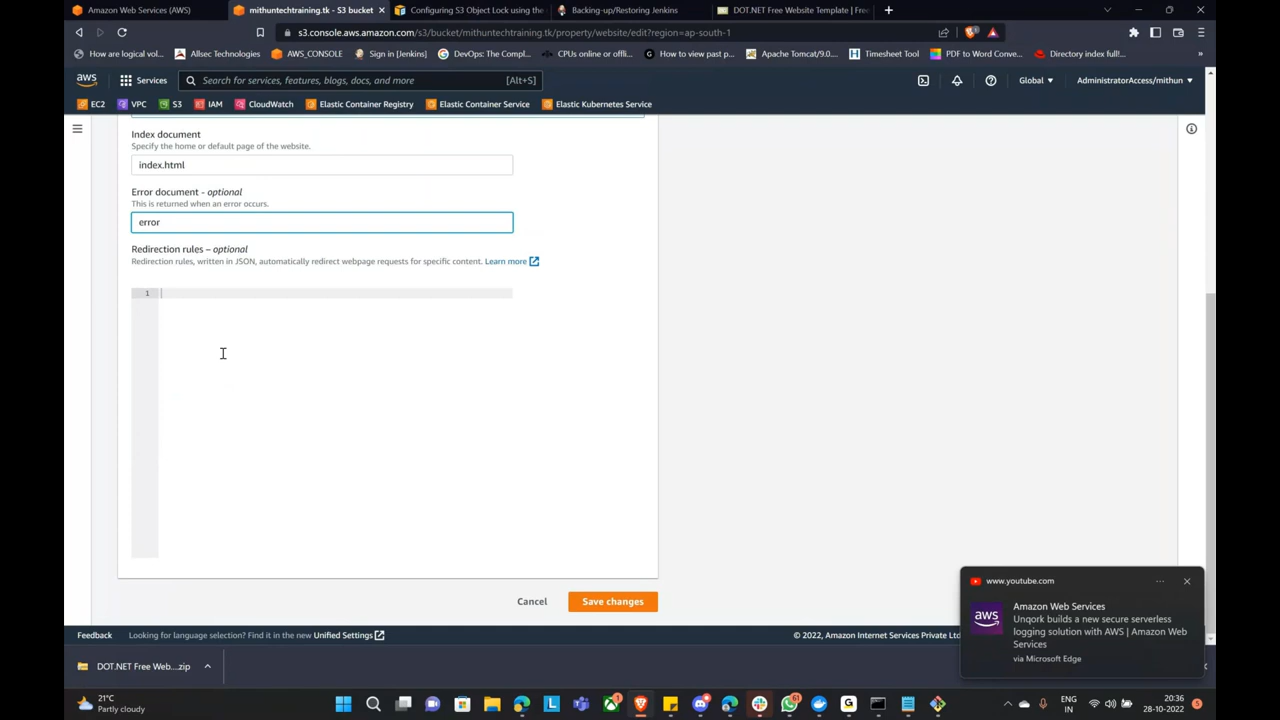 Amazon Web Services (AWS)
mithuntechtraining.tk - S3 bucket
Configuring S3 Object Lock using the
Backing-up/Restoring Jenkins
DOT.NET Free Website Template | Free
s3.console.aws.amazon.com/s3/bucket/mithuntechtraining.tk/property/website/edit?region=ap-south-1
How are logical vol...
Allsec Technologies
AWS_CONSOLE
Sign in [Jenkins]
DevOps: The Compl...
CPUs online or offli...
How to view past p...
Apache Tomcat/9.0....
Timesheet Tool
PDF to Word Conve...
Directory index full!...
aws
Services
Search for services, features, blogs, docs, and more
[Alt+S]
Global
AdministratorAccess/mithun
EC2
VPC
S3
IAM
CloudWatch
Elastic Container Registry
Elastic Container Service
Elastic Kubernetes Service
Index document
Specify the home or default page of the website.
index.html
Error document - optional
This is returned when an error occurs.
error
Redirection rules – optional
Redirection rules, written in JSON, automatically redirect webpage requests for specific content. Learn more
1
Cancel
Save changes
www.youtube.com
Amazon Web Services
Unqork builds a new secure serverless
logging solution with AWS | Amazon Web
Services
via Microsoft Edge
Feedback
Looking for language selection? Find it in the new Unified Settings
© 2022, Amazon Internet Services Private Ltd
DOT.NET Free Web....zip
21°C
Partly cloudy
ENG
IN
20:36
28-10-2022